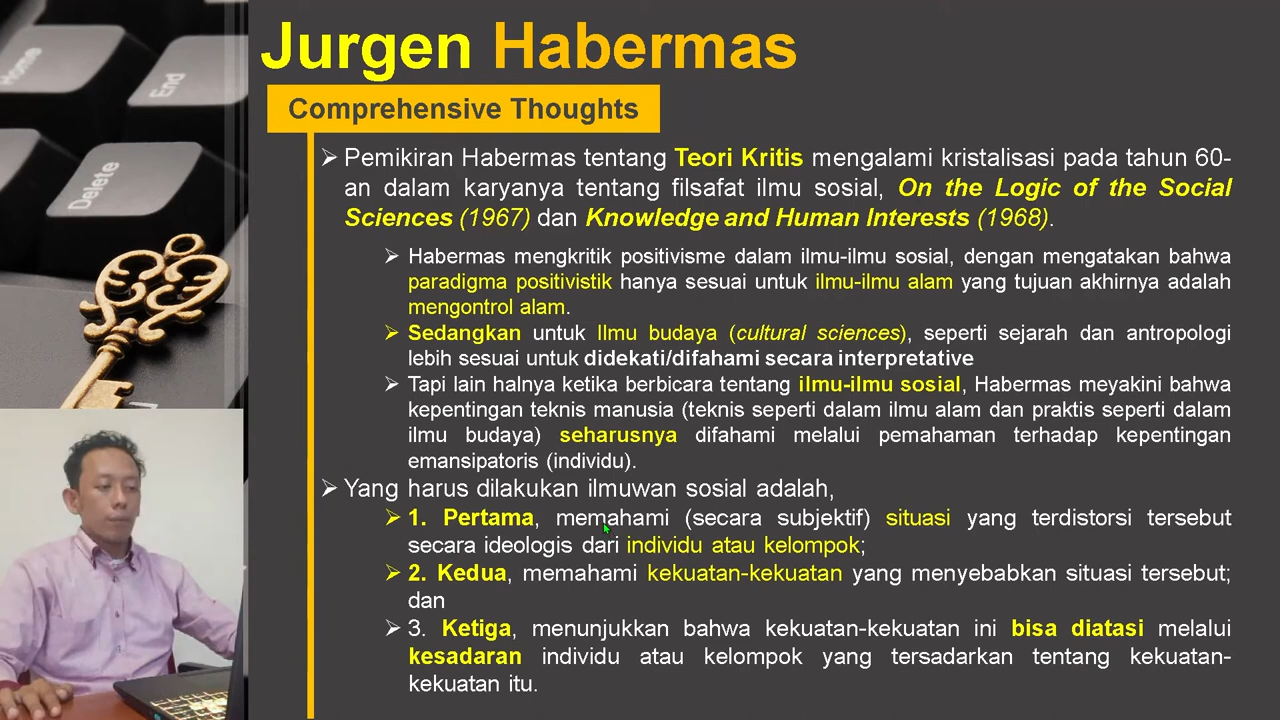 Home
End
Delete
Jurgen Habermas
Comprehensive Thoughts
➢ Pemikiran Habermas tentang Teori Kritis mengalami kristalisasi pada tahun 60-
an dalam karyanya tentang filsafat ilmu sosial, On the Logic of the Social
Sciences (1967) dan Knowledge and Human Interests (1968).
➢ Habermas mengkritik positivisme dalam ilmu-ilmu sosial, dengan mengatakan bahwa
paradigma positivistik hanya sesuai untuk ilmu-ilmu alam yang tujuan akhirnya adalah
mengontrol alam.
➢ Sedangkan untuk Ilmu budaya (cultural sciences), seperti sejarah dan antropologi
lebih sesuai untuk didekati/difahami secara interpretative
➢ Tapi lain halnya ketika berbicara tentang ilmu-ilmu sosial, Habermas meyakini bahwa
kepentingan teknis manusia (teknis seperti dalam ilmu alam dan praktis seperti dalam
ilmu budaya) seharusnya difahami melalui pemahaman terhadap kepentingan
emansipatoris (individu).
➢ Yang harus dilakukan ilmuwan sosial adalah,
➢ 1. Pertama, memahami (secara subjektif) situasi yang terdistorsi tersebut
secara ideologis dari individu atau kelompok;
➢ 2. Kedua, memahami kekuatan-kekuatan yang menyebabkan situasi tersebut;
dan
➢ 3. Ketiga, menunjukkan bahwa kekuatan-kekuatan ini bisa diatasi melalui
kesadaran individu atau kelompok yang tersadarkan tentang kekuatan-
kekuatan itu.